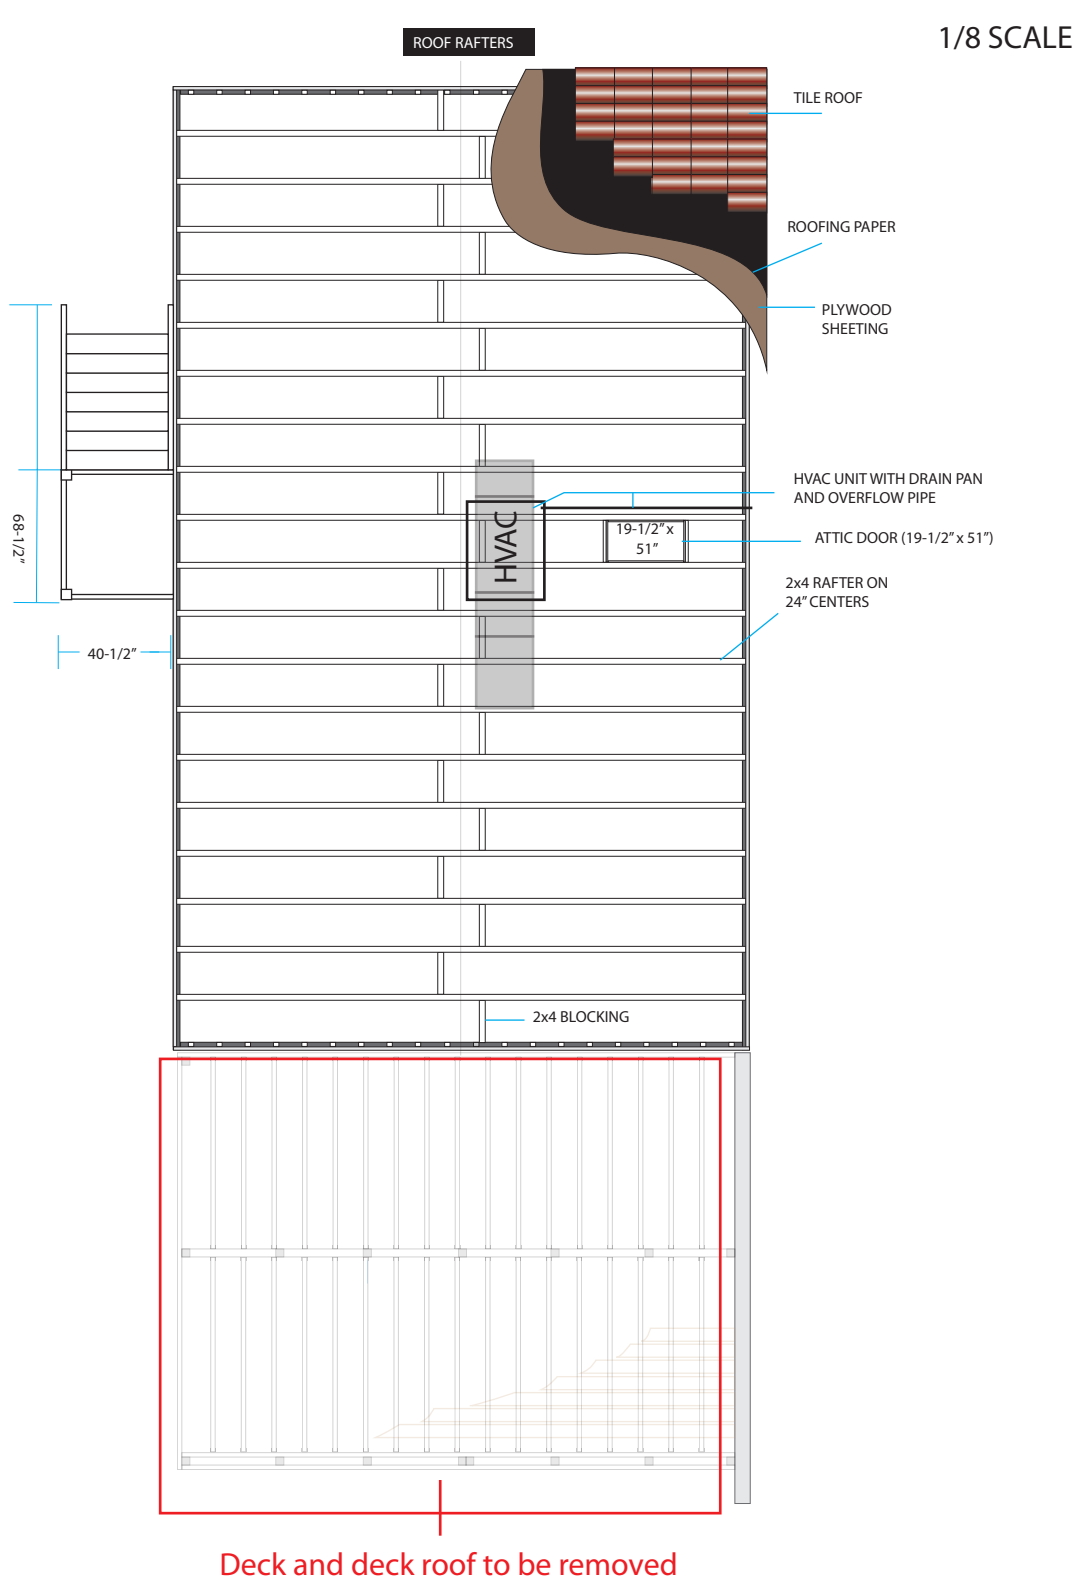 1/8 SCALE
ROOF RAFTERS
TILE ROOF
ROOFING PAPER
PLYWOOD
SHEETING
HVAC UNIT WITH DRAIN PAN
AND OVERFLOW PIPE
HVAC
19-1/2” x
51”
ATTIC DOOR (19-1/2” x 51”)
68-1/2”
2x4 RAFTER ON
24” CENTERS
40-1/2”
2x4 BLOCKING
Deck and deck roof to be removed